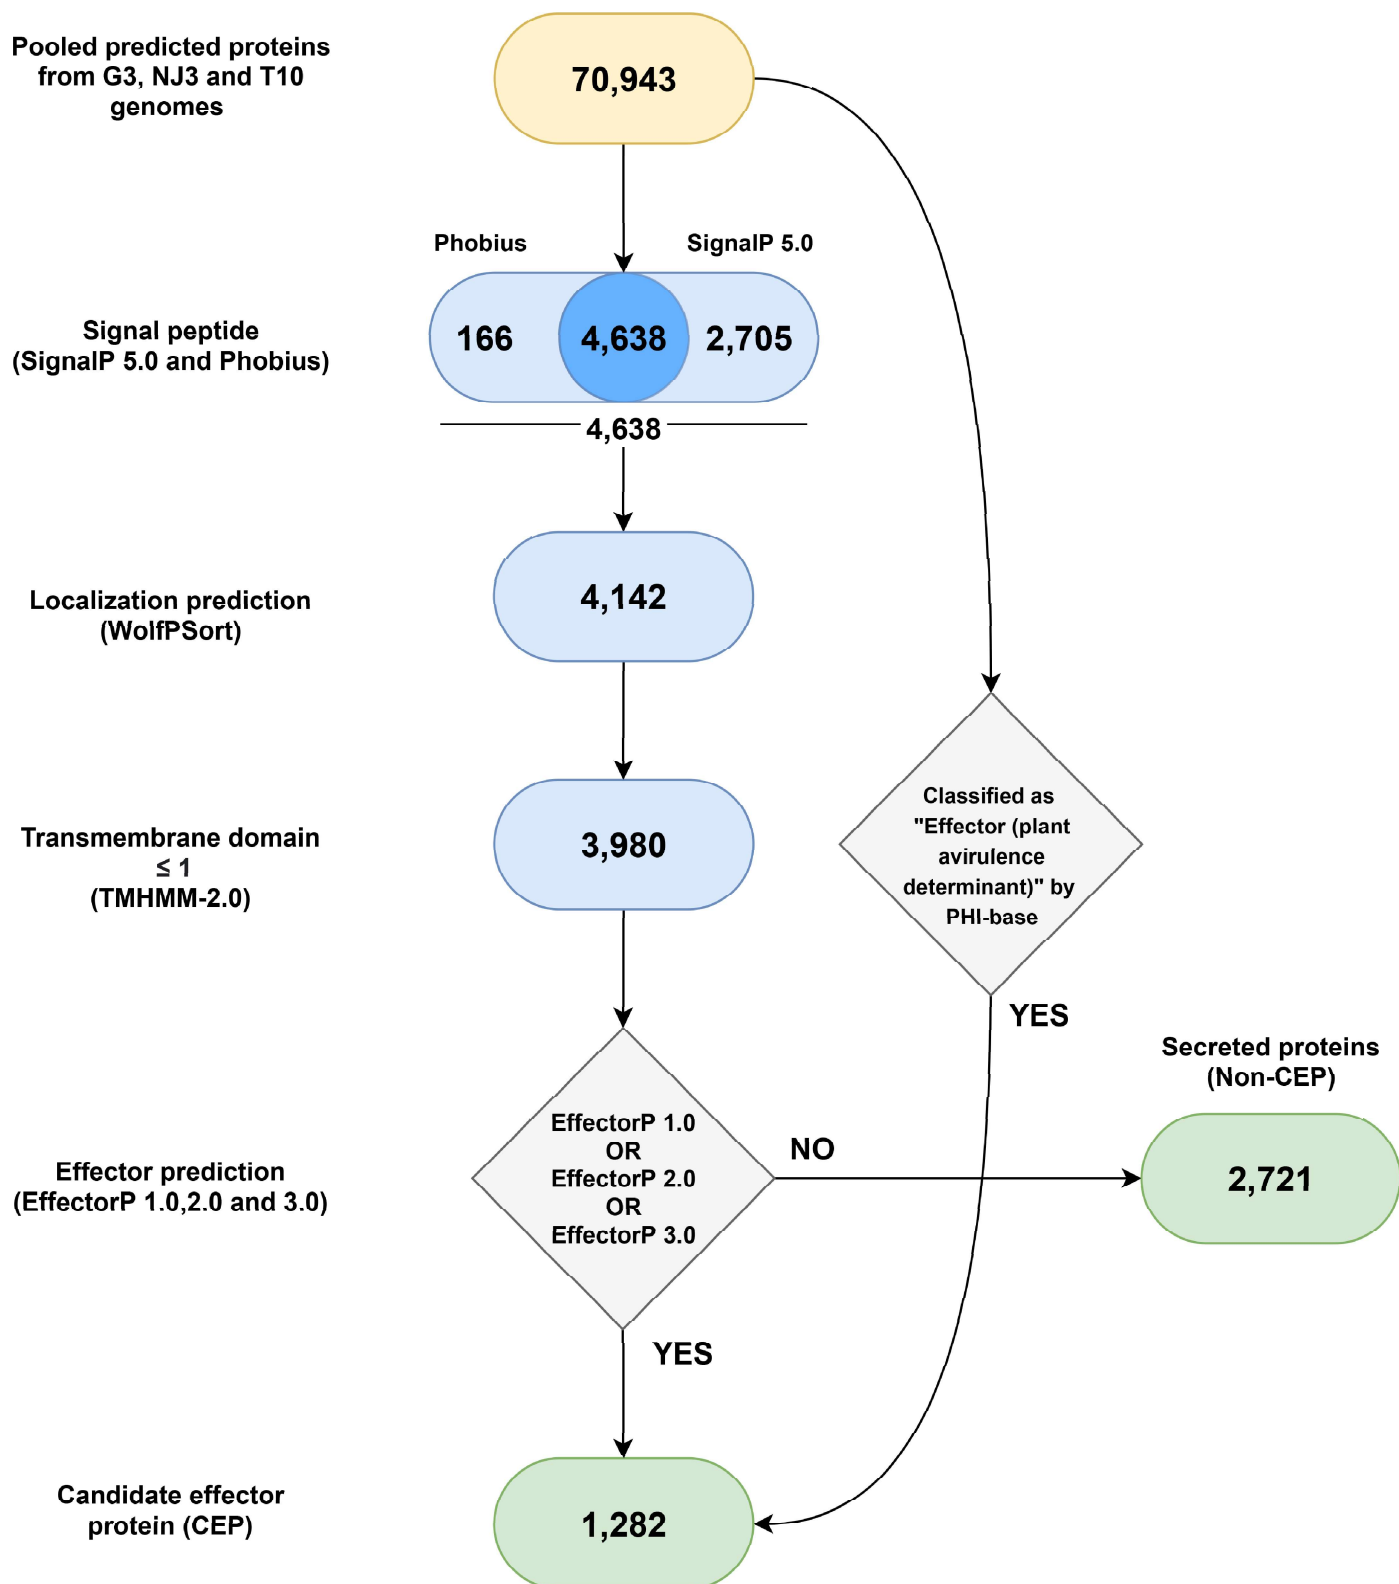 Pooled predicted proteins
from G3, NJ3 and T10
genomes
70,943
Phobius
SignalP 5.0
Signal peptide
(SignalP 5.0 and Phobius)
166
4,638
2,705
4,638
Localization prediction
(WolfPSort)
4,142
Transmembrane domain
≤ 1
(TMHMM-2.0)
3,980
Classified as
"Effector (plant
avirulence
determinant)" by
PHI-base
YES
Secreted proteins
(Non-CEP)
Effector prediction
(EffectorP 1.0,2.0 and 3.0)
EffectorP 1.0
OR
EffectorP 2.0
OR
EffectorP 3.0
NO
2,721
YES
Candidate effector
protein (CEP)
1,282